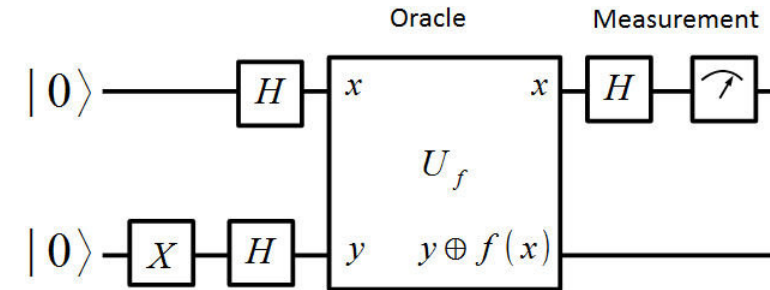 Oracle Measurement
|0⟩ H x x H
U_f
|0⟩ X H y y ⊕ f(x)